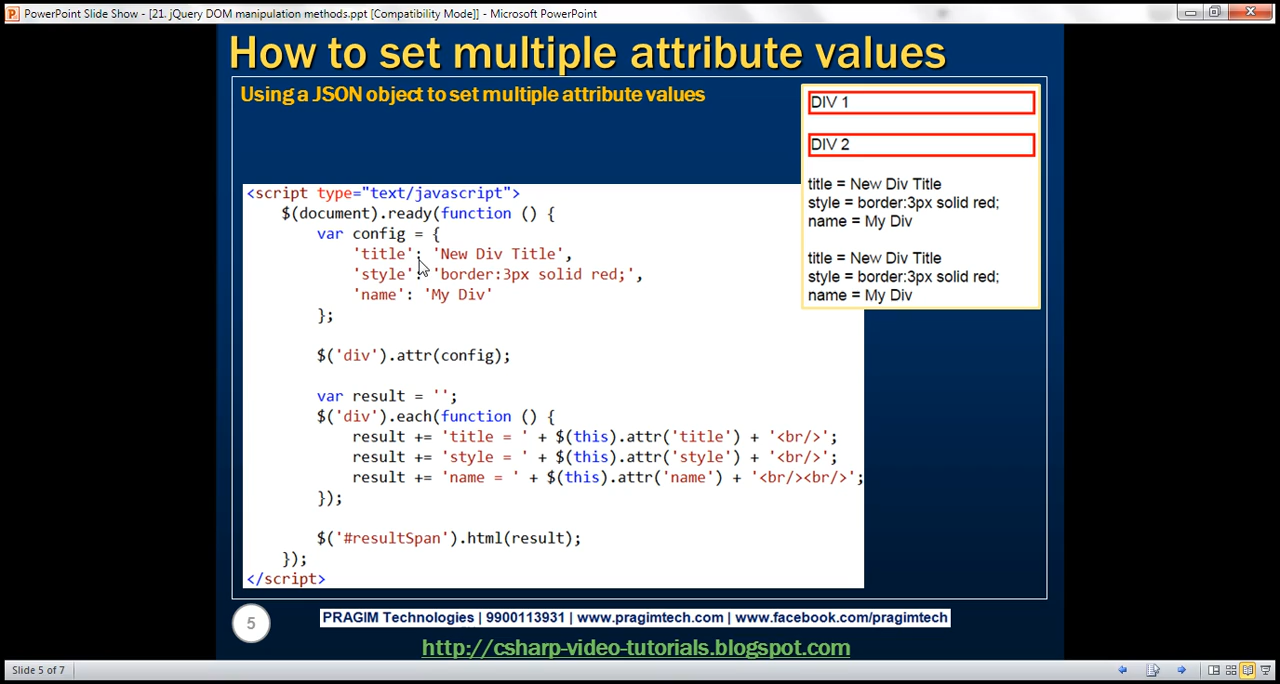 PowerPoint Slide Show - [21. jQuery DOM manipulation methods.ppt [Compatibility Mode]] - Microsoft PowerPoint
How to set multiple attribute values
Using a JSON object to set multiple attribute values
DIV 1
DIV 2
title = New Div Title
style = border:3px solid red;
name = My Div
title = New Div Title
style = border:3px solid red;
name = My Div
<script type="text/javascript">
$(document).ready(function () {
var config = {
'title': 'New Div Title',
'style': 'border:3px solid red;',
'name': 'My Div'
};
$('div').attr(config);
var result = '';
$('div').each(function () {
result += 'title = ' + $(this).attr('title') + '<br/>';
result += 'style = ' + $(this).attr('style') + '<br/>';
result += 'name = ' + $(this).attr('name') + '<br/><br/>';
});
$('#resultSpan').html(result);
});
</script>
5
PRAGIM Technologies | 9900113931 | www.pragimtech.com | www.facebook.com/pragimtech
http://csharp-video-tutorials.blogspot.com
Slide 5 of 7